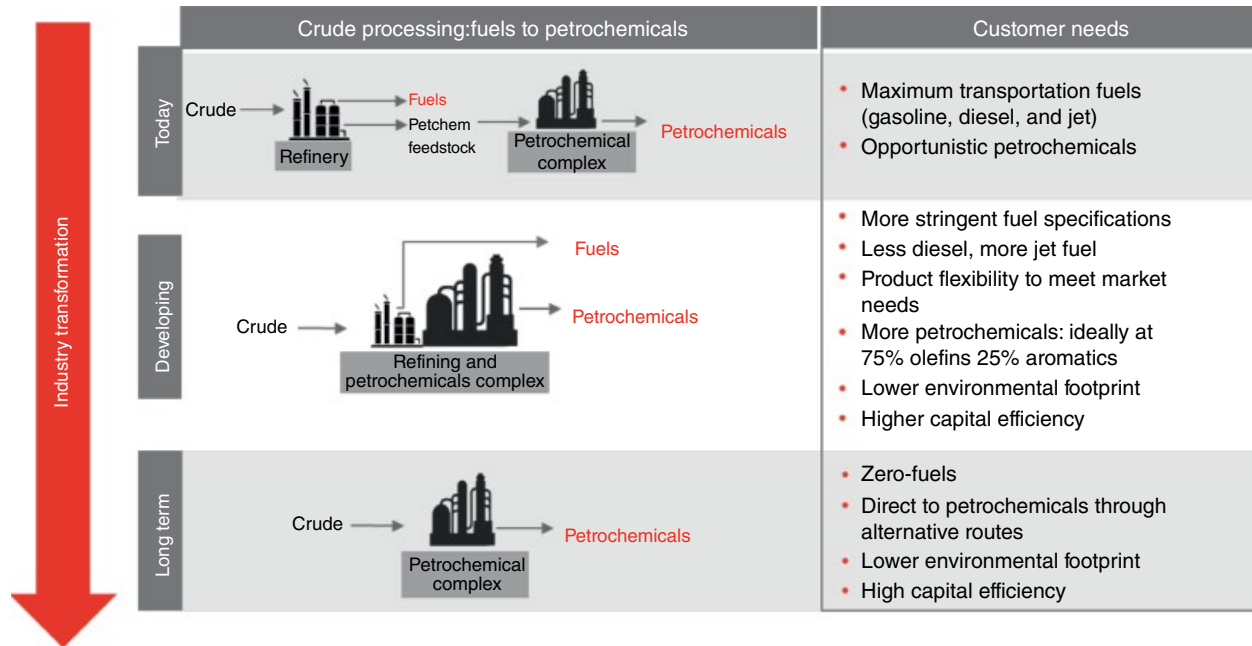 Crude processing:fuels to petrochemicals
Customer needs
Industry transformation
Today
Crude
Refinery
Fuels
Petchem
feedstock
Petrochemical
complex
Petrochemicals
• Maximum transportation fuels
(gasoline, diesel, and jet)
• Opportunistic petrochemicals
Developing
Crude
Refining and
petrochemicals complex
Fuels
Petrochemicals
• More stringent fuel specifications
• Less diesel, more jet fuel
• Product flexibility to meet market
needs
• More petrochemicals: ideally at
75% olefins 25% aromatics
• Lower environmental footprint
• Higher capital efficiency
Long term
Crude
Petrochemical
complex
Petrochemicals
• Zero-fuels
• Direct to petrochemicals through
alternative routes
• Lower environmental footprint
• High capital efficiency